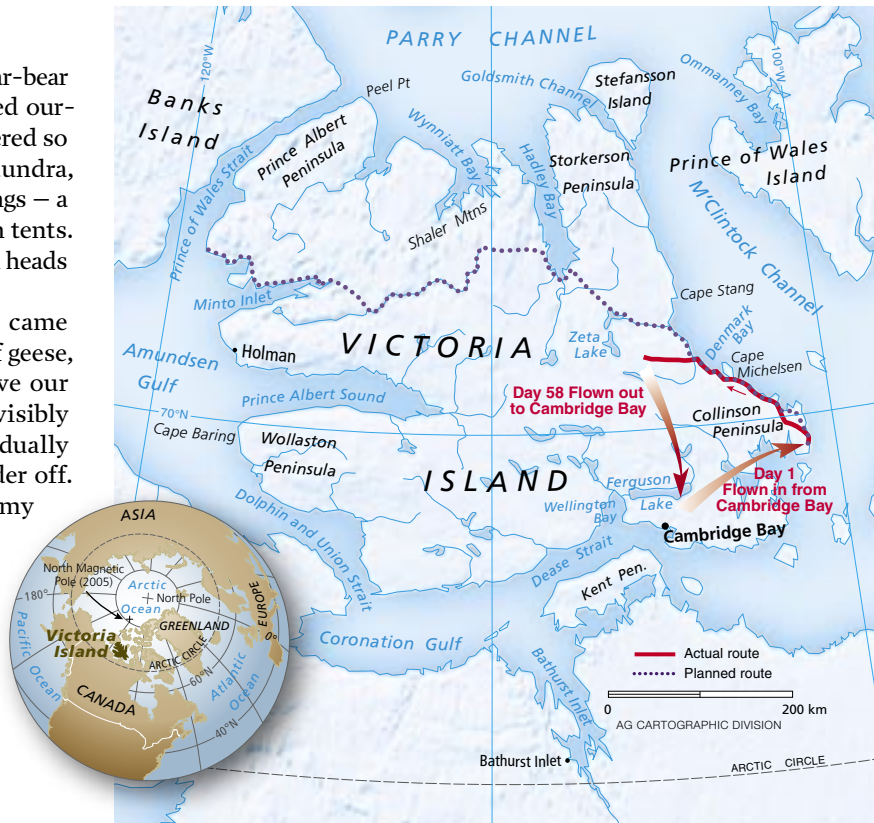 ar-bear
ed our-
ered so
undra,
ngs – a
n tents.
heads
came
f geese,
ve our
visibly
dually
der off.
my
PARRY CHANNEL
120°W
100°W
Banks
Island
Peel Pt
Goldsmith Channel
Stefansson
Island
Ommanney Bay
Prince Albert
Peninsula
Wynniatt Bay
Hadley Bay
Storkerson
Peninsula
Prince of Wales
Island
Prince of Wales Strait
Shaler Mtns
M'Clintock Channel
Minto Inlet
Cape Stang
VICTORIA
Zeta
Lake
Denmark
Bay
Holman
Amundsen
Gulf
Cape
Michelsen
Prince Albert Sound
Day 58 Flown out
to Cambridge Bay
70°N
Collinson
Peninsula
Cape Baring
Wollaston
Peninsula
ISLAND
Day 1
Flown in from
Cambridge Bay
Ferguson
Lake
Wellington
Bay
Cambridge Bay
Dolphin and Union Strait
Dease Strait
Kent Pen.
Coronation Gulf
Bathurst Inlet
Actual route
Planned route
0 200 km
AG CARTOGRAPHIC DIVISION
Bathurst Inlet
ARCTIC CIRCLE
ASIA
North Magnetic
Pole (2005)
Arctic
Ocean
North Pole
180°
EUROPE
0°
GREENLAND
Victoria
Island
ARCTIC CIRCLE
Pacific Ocean
Atlantic
Ocean
60°N
40°N
CANADA